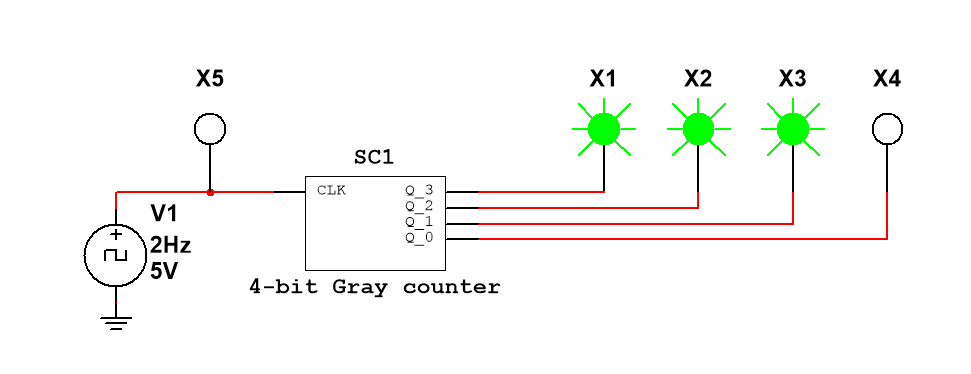 X5
X1
X2
X3
X4
SC1
CLK
Q_3
Q_2
Q_1
Q_0
V1
2Hz
5V
4-bit Gray counter